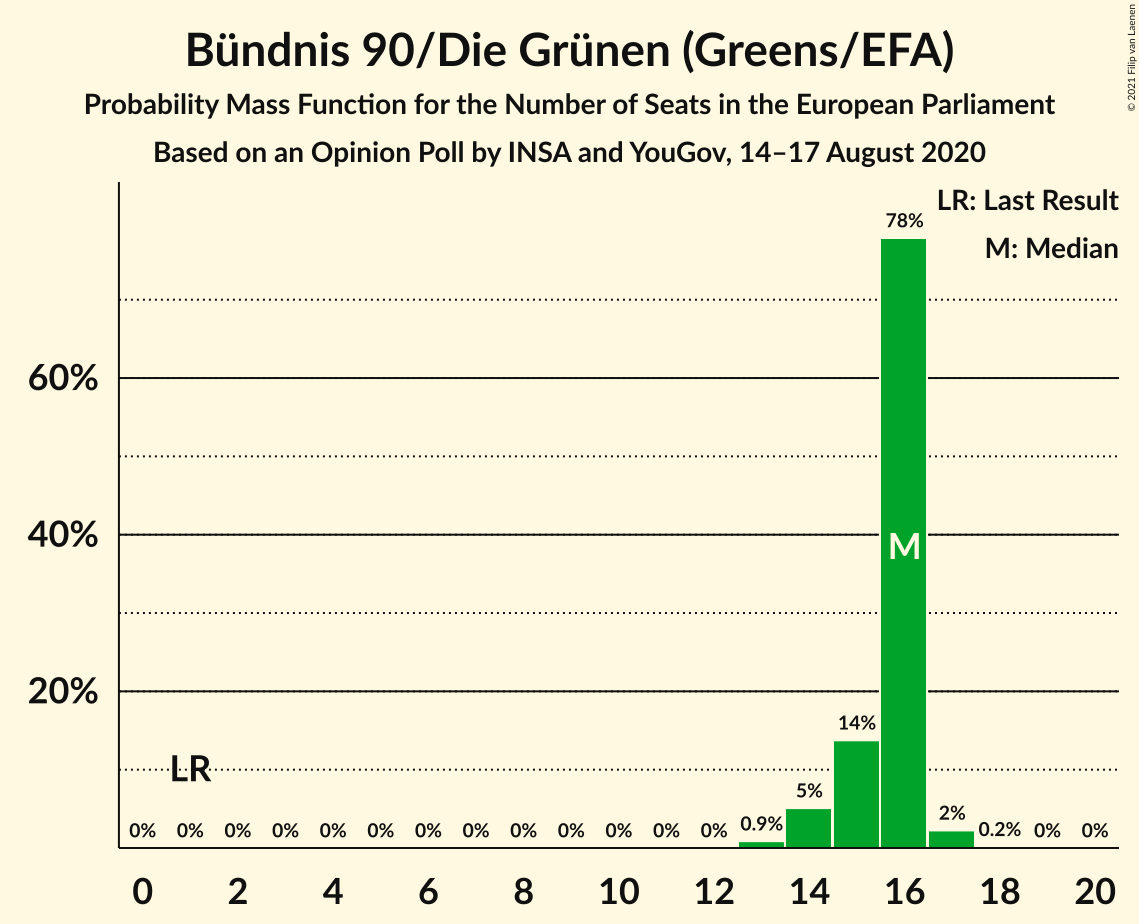 Bündnis 90/Die Grünen (Greens/EFA)
Probability Mass Function for the Number of Seats in the European Parliament
Based on an Opinion Poll by INSA and YouGov, 14–17 August 2020
© 2021 Filip van Laenen
LR: Last Result
M: Median
78%
60%
40%
M
20%
14%
LR
5%
0% 0% 0% 0% 0% 0% 0% 0% 0% 0% 0% 0% 0% 0.9% 2% 0.2% 0% 0%
0 2 4 6 8 10 12 14 16 18 20